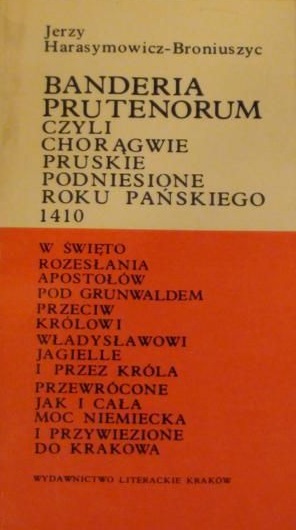 Jerzy
Harasymowicz-Broniuszyc
BANDERIA
PRUTENORUM
CZYLI
CHORĄGWIE
PRUSKIE
PODNIESIONE
ROKU PAŃSKIEGO
1410
W ŚWIĘTO
ROZESŁANIA
APOSTOŁÓW
POD GRUNWALDEM
PRZECIW
KRÓLOWI
WŁADYSŁAWOWI
JAGIELLE
I PRZEZ KRÓLA
PRZEWRÓCONE
JAK I CAŁA
MOC NIEMIECKA
I PRZYWIEZIONE
DO KRAKOWA
WYDAWNICTWO LITERACKIE KRAKÓW